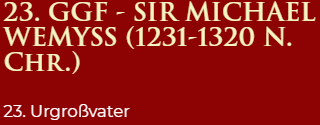 23. GGF - SIR MICHAEL
WEMYSS (1231-1320 N.
CHR.)
23. Urgroßvater